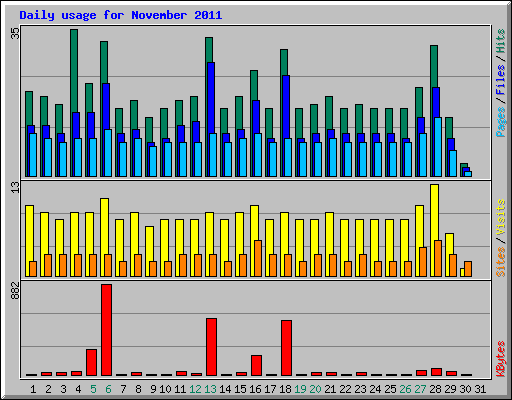 Daily usage for November 2011
35
Pages / Files / Hits
13
Sites / Visits
882
KBytes
1 2 3 4 5 6 7 8 9 10 11 12 13 14 15 16 17 18 19 20 21 22 23 24 25 26 27 28 29 30 31